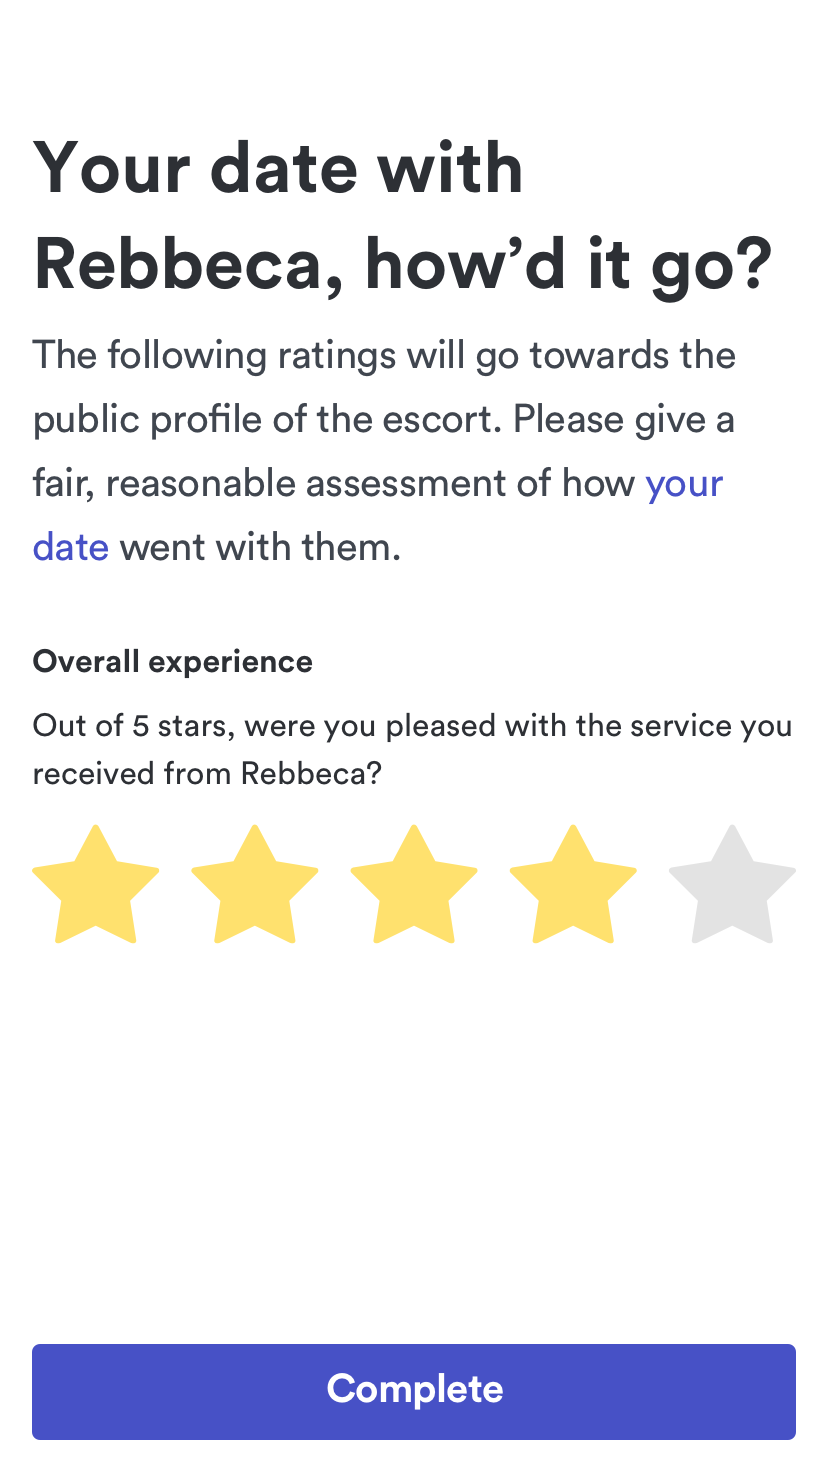 Your date with
Rebbeca, how’d it go?
The following ratings will go towards the
public profile of the escort. Please give a
fair, reasonable assessment of how your
date went with them.
Overall experience
Out of 5 stars, were you pleased with the service you
received from Rebbeca?
Complete